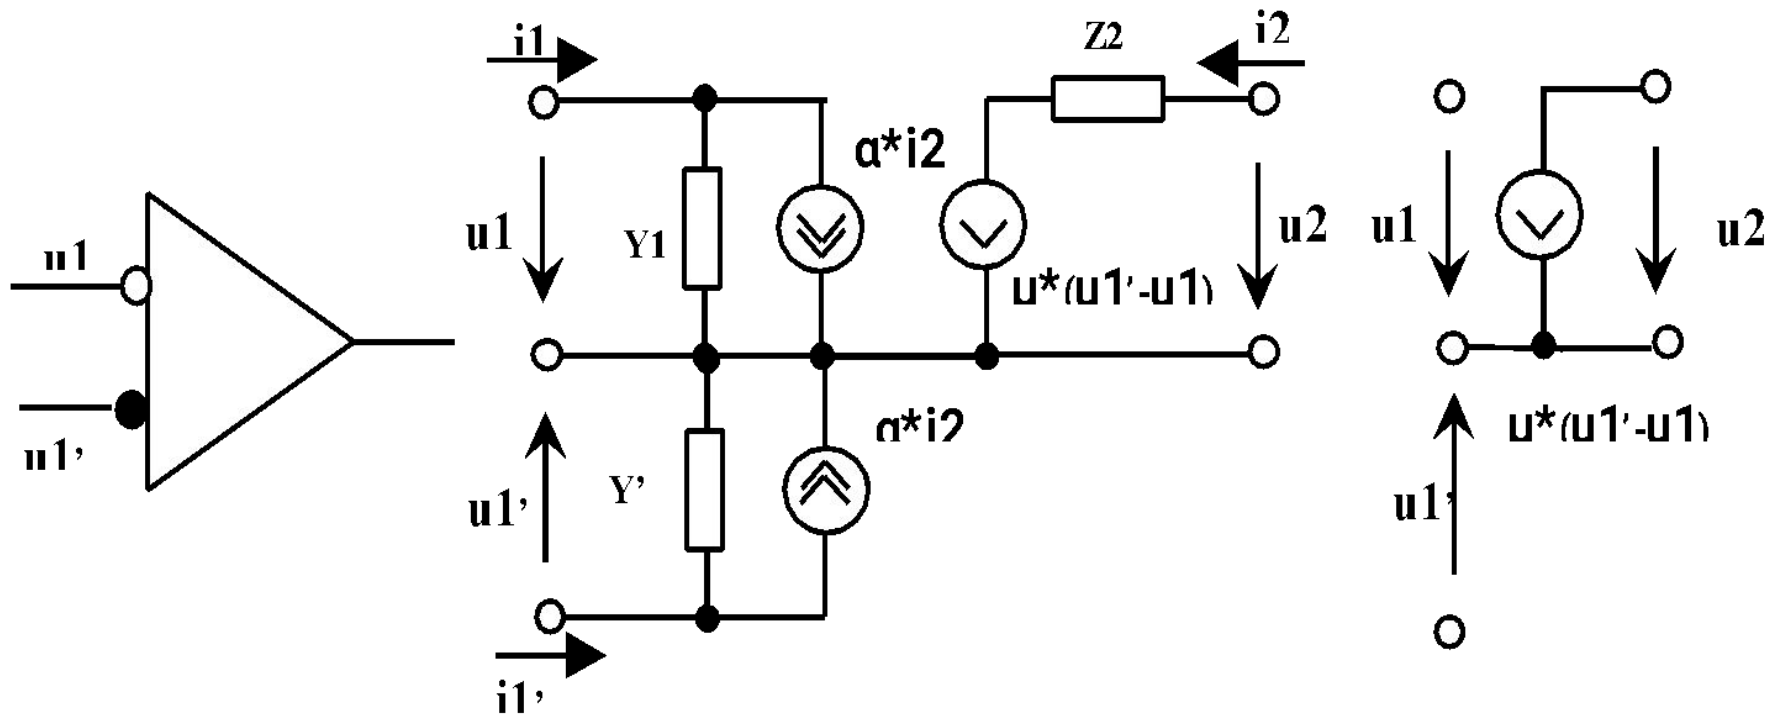 u1
u1’
i1
u1
Y1
α*i2
Z2
i2
u*(u1'-u1)
u2
u1’
Y’
α*i2
i1’
u1
u2
u*(u1'-u1)
u1’